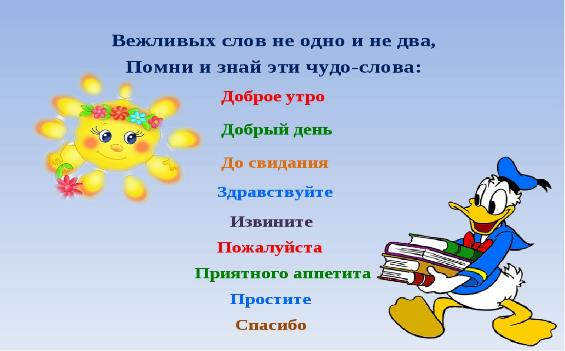 Вежливых слов не одно и не два,
Помни и знай эти чудо-слова:
Доброе утро
Добрый день
До свидания
Здравствуйте
Извините
Пожалуйста
Приятного аппетита
Простите
Спасибо